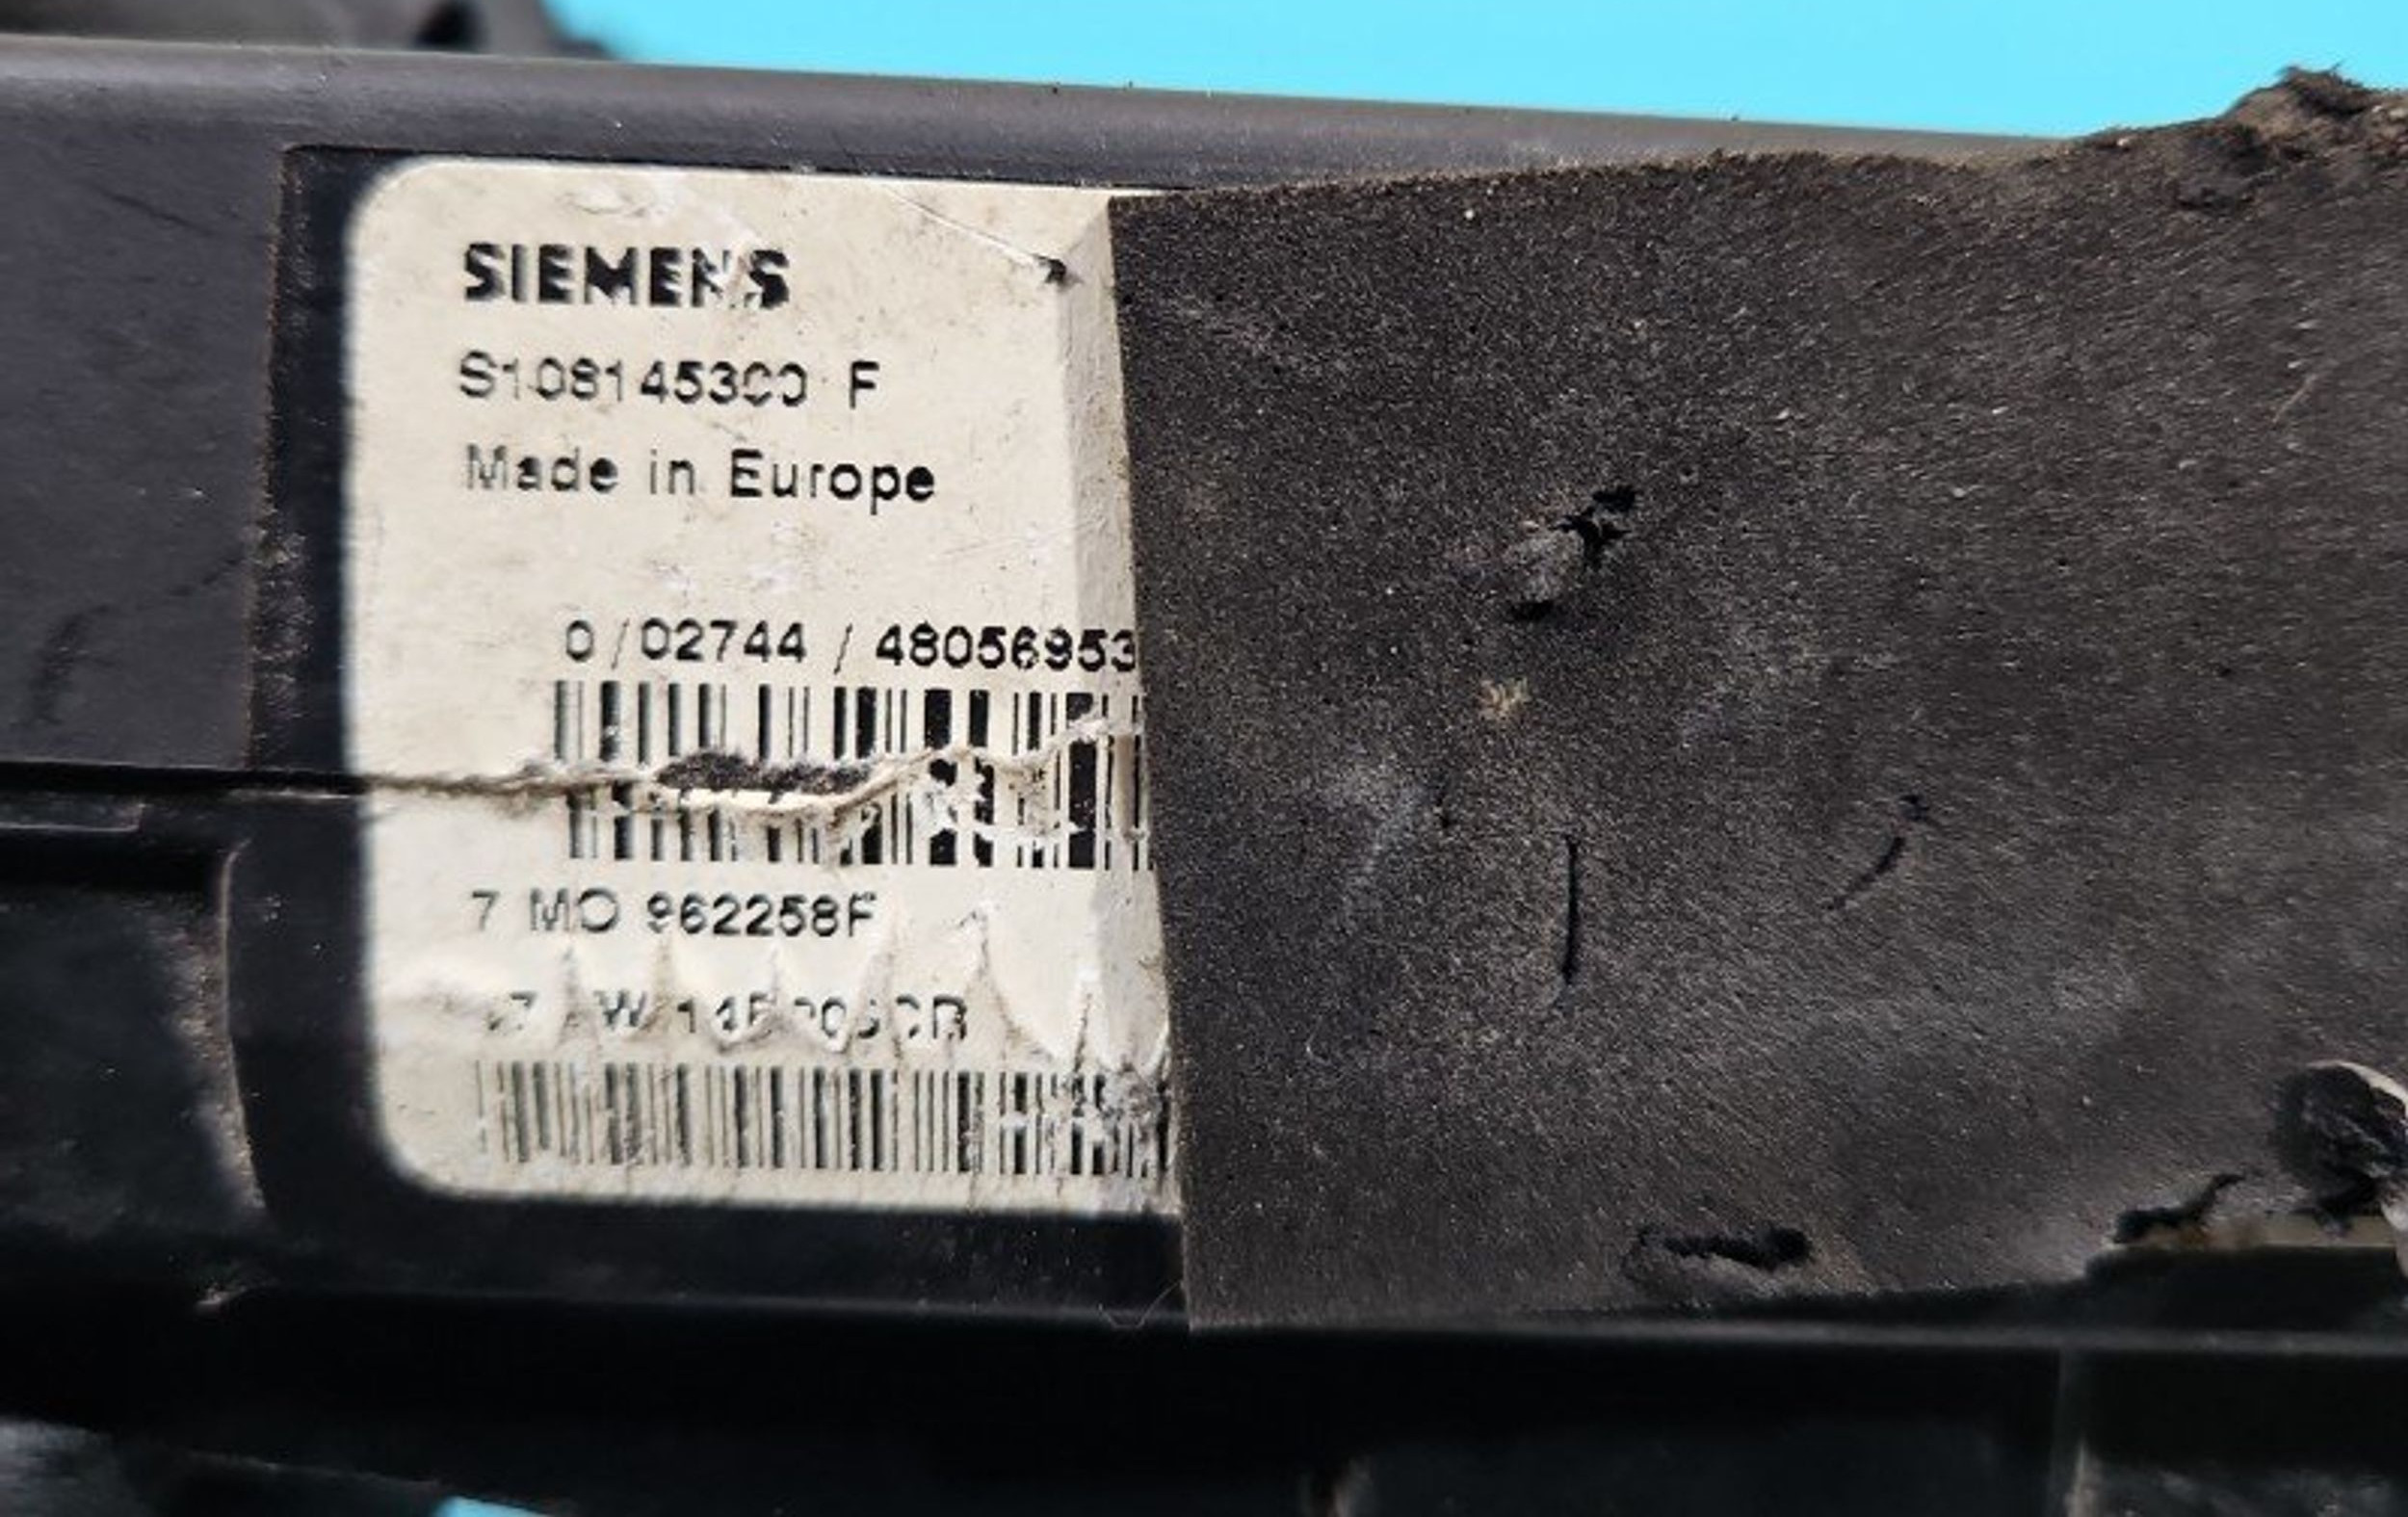 SIEMENS
S108145300 F
Made in Europe
0/02744 / 48056953
7 MO 962258F